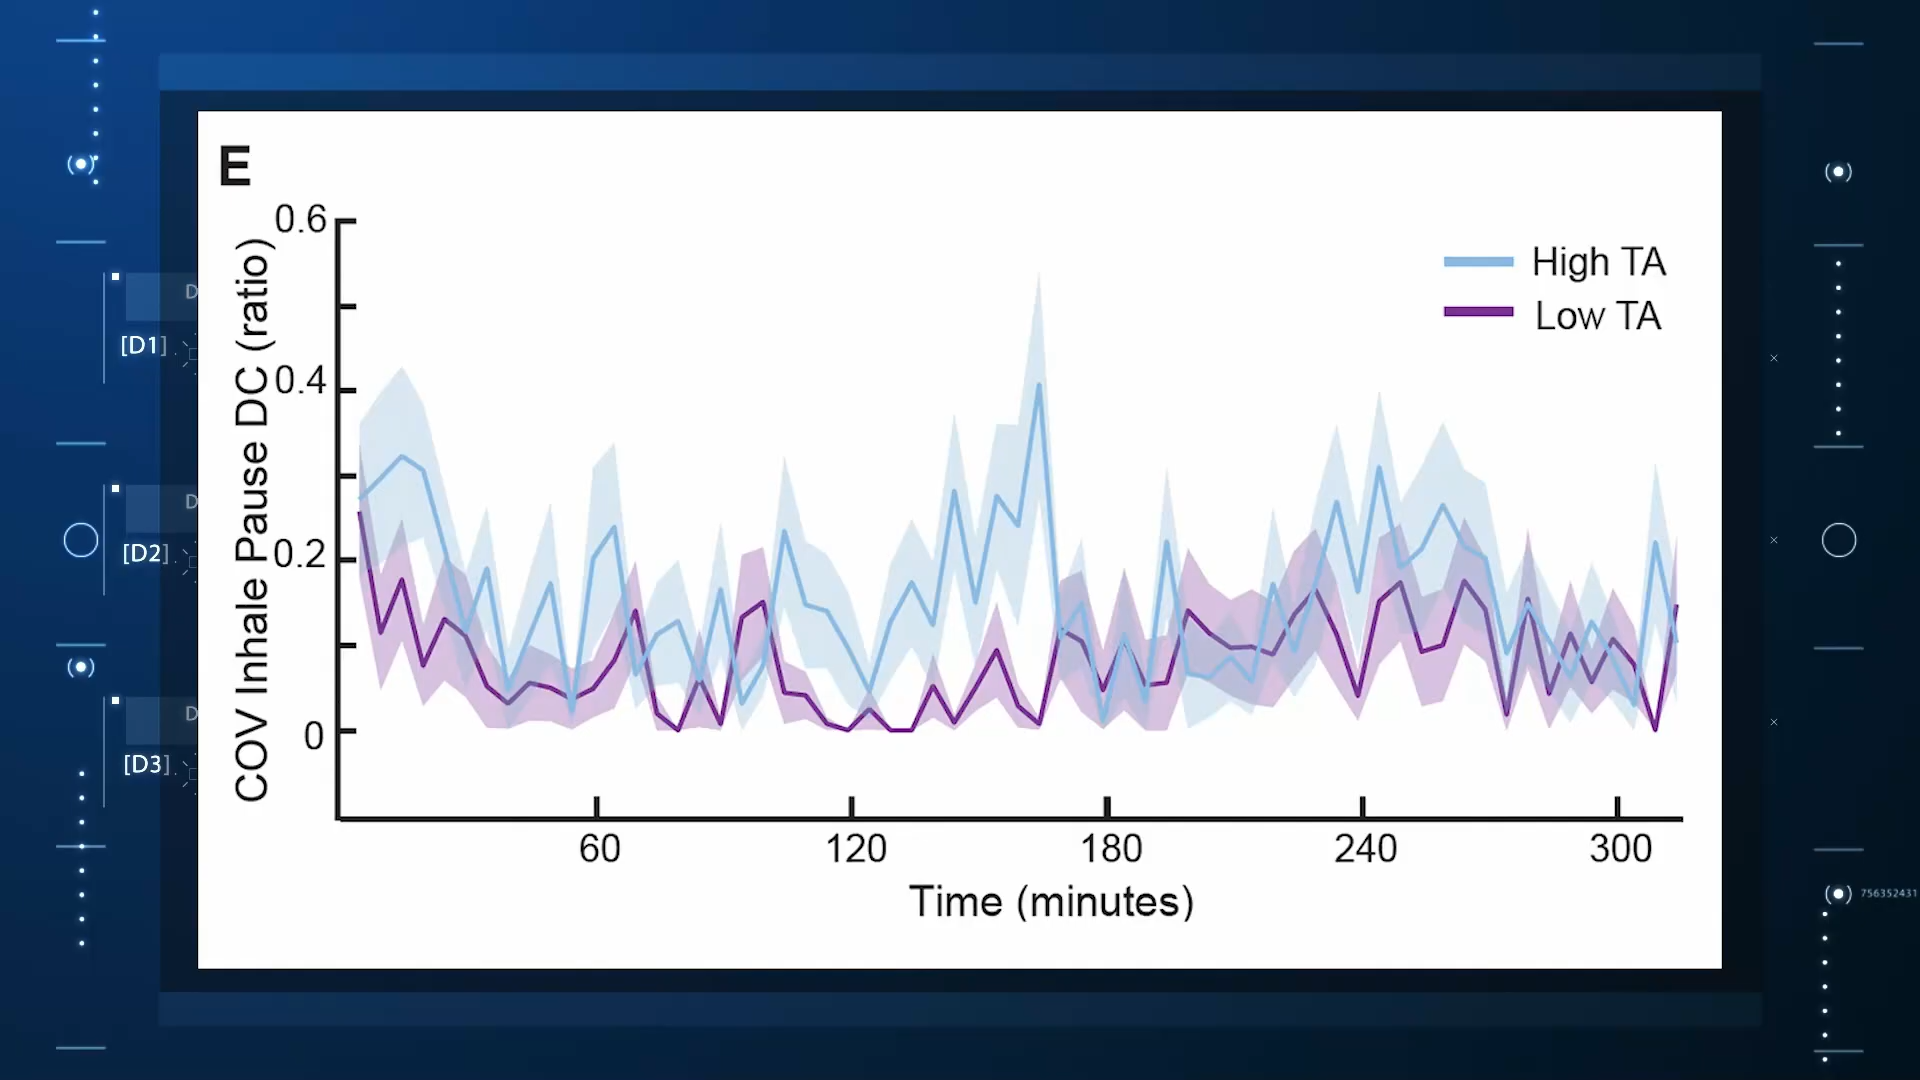 E
0.6
0.4
0.2
0
COV Inhale Pause DC (ratio)
High TA
Low TA
60 120 180 240 300
Time (minutes)
D
[D1]
D
[D2]
D
[D3]
756352431